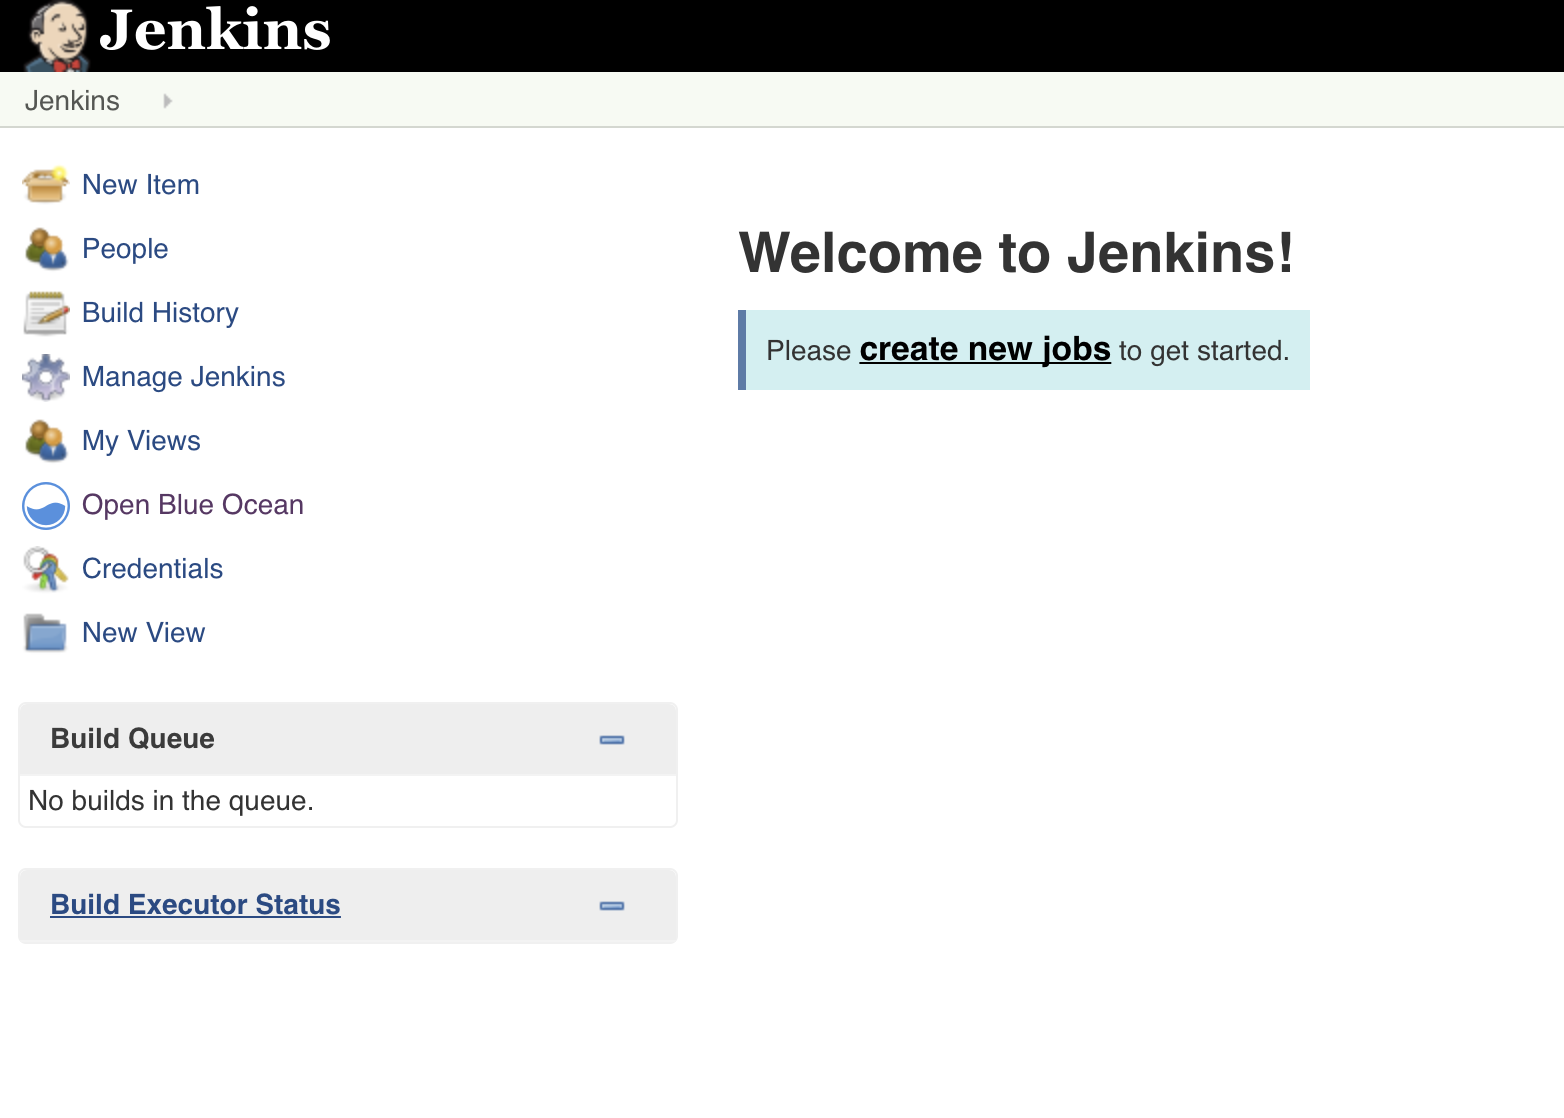 Jenkins
Jenkins
New Item
People
Build History
Manage Jenkins
My Views
Open Blue Ocean
Credentials
New View
Build Queue
No builds in the queue.
Build Executor Status
Welcome to Jenkins!
Please create new jobs to get started.